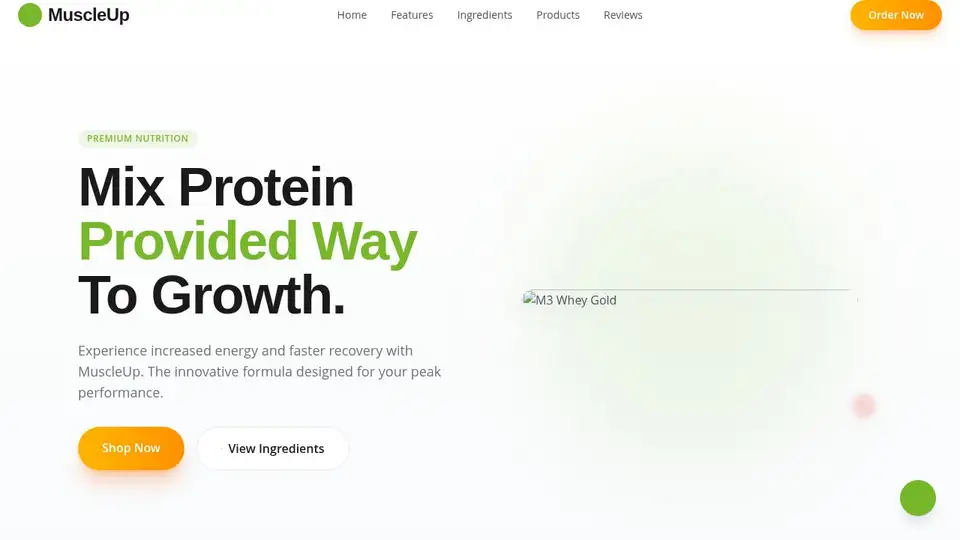 MuscleUp
Home
Features
Ingredients
Products
Reviews
Order Now
PREMIUM NUTRITION
Mix Protein
Provided Way
To Growth.
Experience increased energy and faster recovery with
MuscleUp. The innovative formula designed for your peak
performance.
Shop Now
View Ingredients
M3 Whey Gold